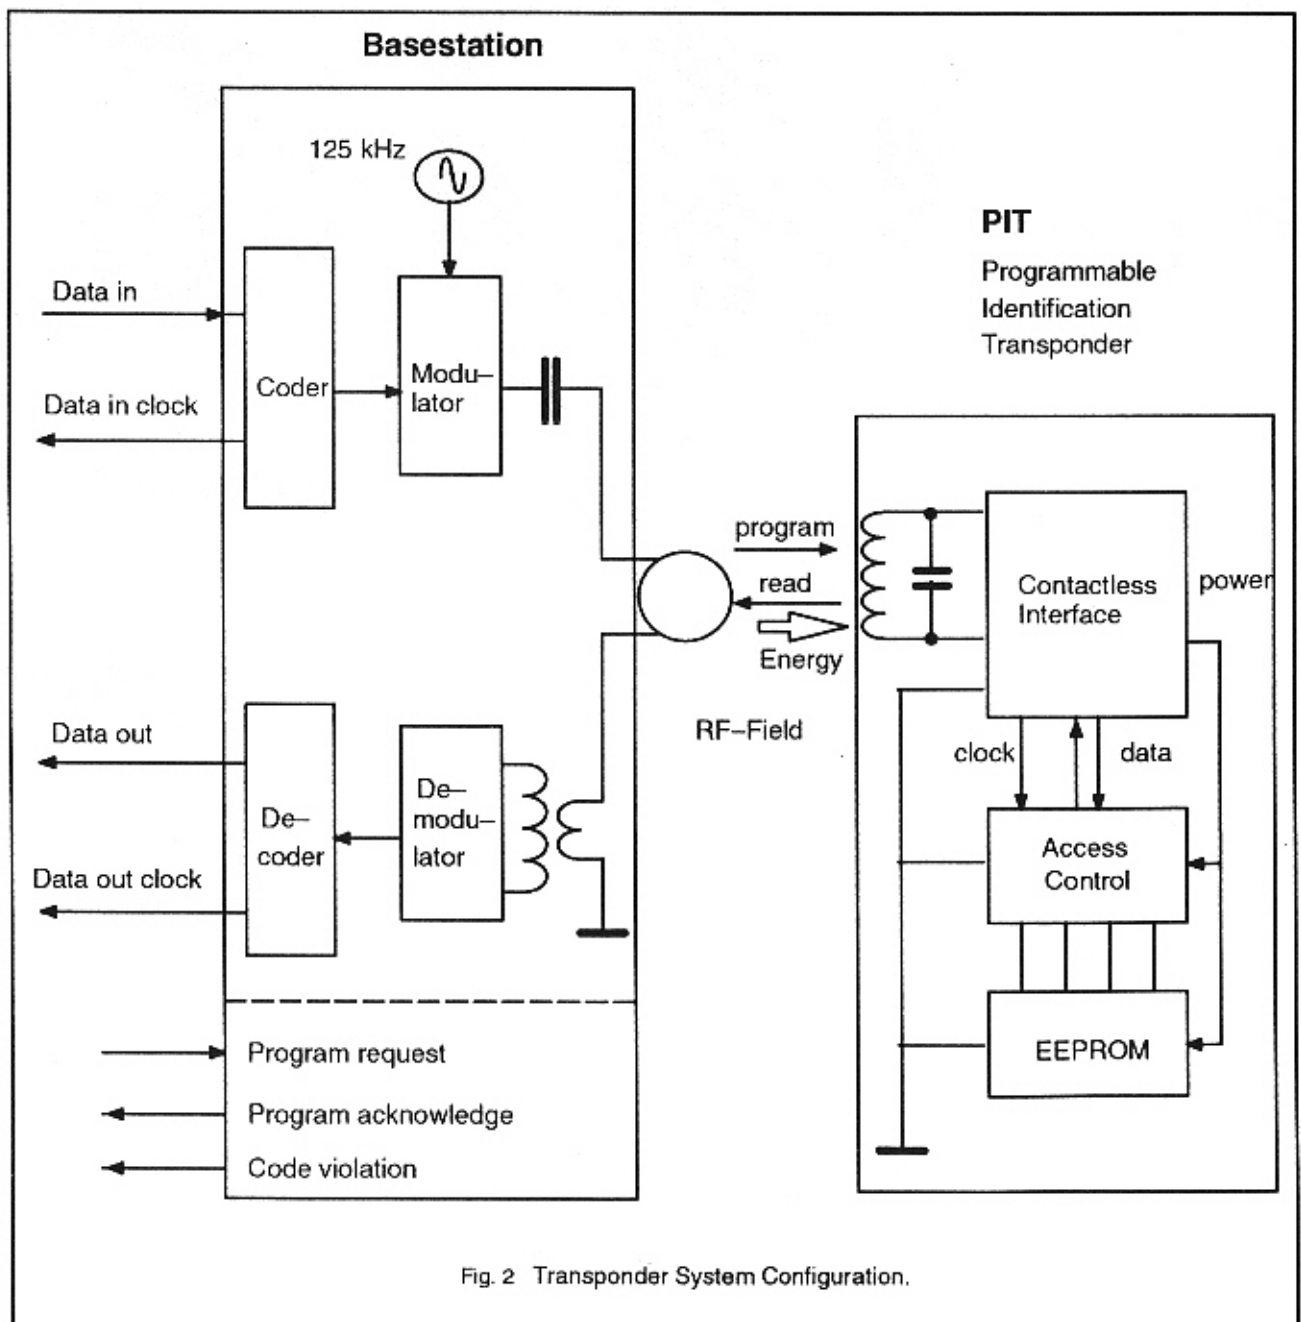 Basestation
125 kHz
Data in
Data in clock
Coder
Modu–
lator
PIT
Programmable
Identification
Transponder
program
read
Energy
RF–Field
Contactless
Interface
power
clock
data
Access
Control
EEPROM
Data out
Data out clock
De–
coder
De–
modu–
lator
Program request
Program acknowledge
Code violation
Fig. 2 Transponder System Configuration.